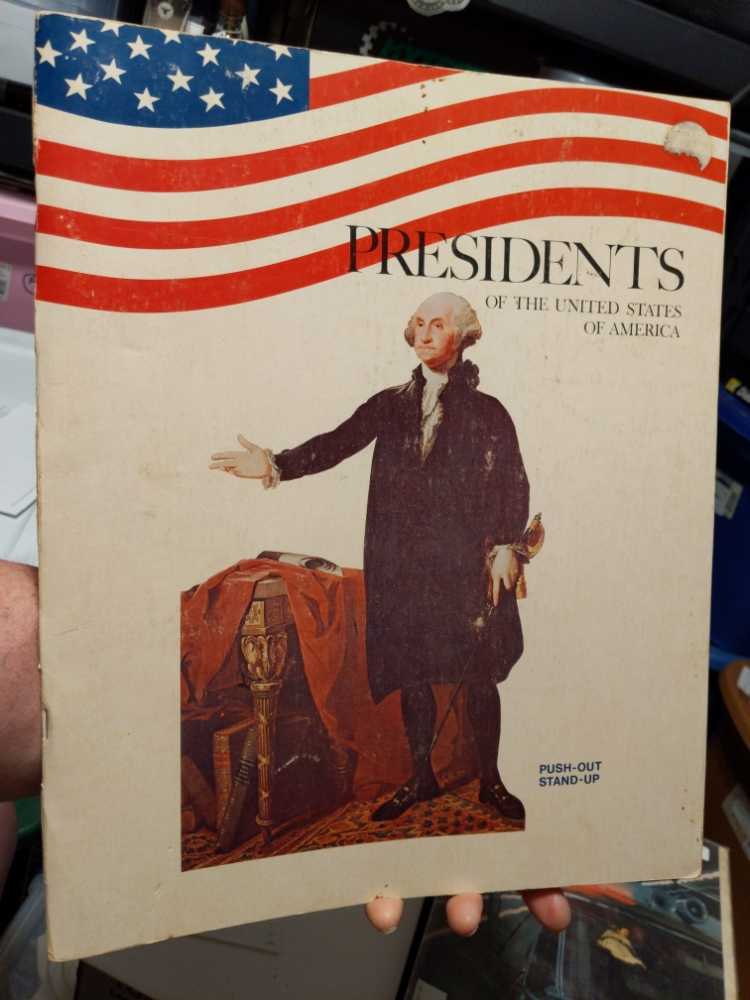 PRESIDENTS
OF THE UNITED STATES
OF AMERICA
PUSH-OUT
STAND-UP